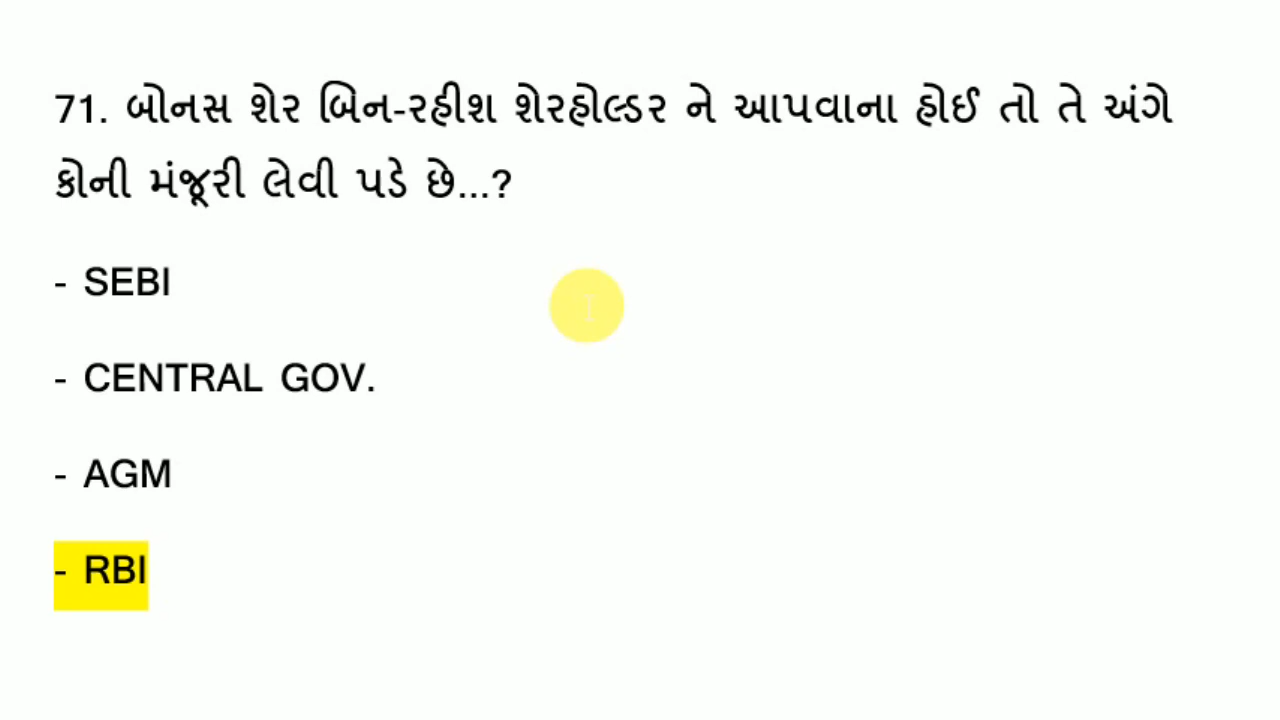 71. બોનસ શેર બિન-રહીશ શેરહોલ્ડર ને આપવાના હોઈ તો તે અંગે
કોની મંજૂરી લેવી પડે છે...?
- SEBI
- CENTRAL GOV.
- AGM
- RBI